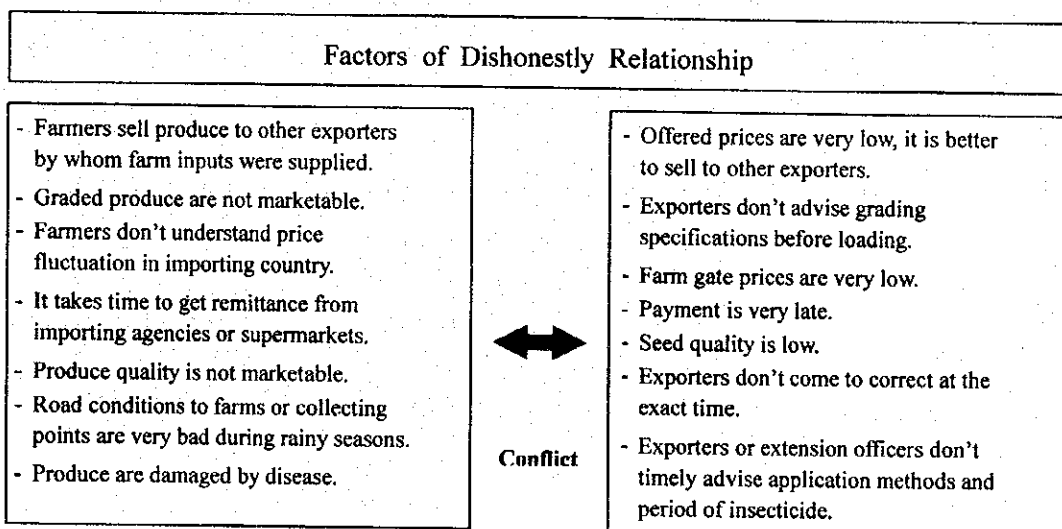 Factors of Dishonestly Relationship
- Farmers sell produce to other exporters
by whom farm inputs were supplied.
- Graded produce are not marketable.
- Farmers don't understand price
fluctuation in importing country.
- It takes time to get remittance from
importing agencies or supermarkets.
- Produce quality is not marketable.
- Road conditions to farms or collecting
points are very bad during rainy seasons.
- Produce are damaged by disease.
Conflict
- Offered prices are very low, it is better
to sell to other exporters.
- Exporters don't advise grading
specifications before loading.
- Farm gate prices are very low.
- Payment is very late.
- Seed quality is low.
- Exporters don't come to correct at the
exact time.
- Exporters or extension officers don't
timely advise application methods and
period of insecticide.